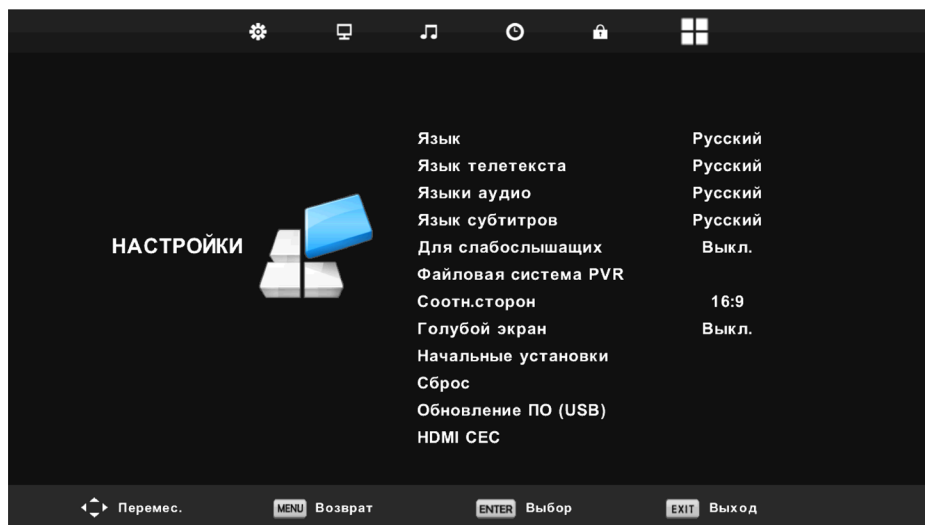 Язык Русский
Язык телетекста Русский
Языки аудио Русский
Язык субтитров Русский
НАСТРОЙКИ
Для слабослышащих Выкл.
Файловая система PVR
Соотн.сторон 16:9
Голубой экран Выкл.
Начальные установки
Сброс
Обновление ПО (USB)
HDMI CEC
Перемес. MENU Возврат ENTER Выбор EXIT Выход